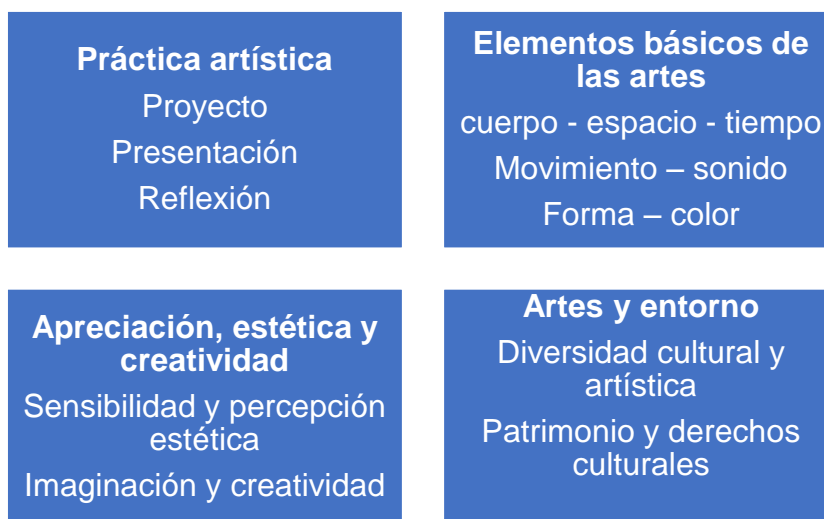 Práctica artística
Proyecto
Presentación
Reflexión
Elementos básicos de
las artes
cuerpo - espacio - tiempo
Movimiento – sonido
Forma – color
Apreciación, estética y
creatividad
Sensibilidad y percepción
estética
Imaginación y creatividad
Artes y entorno
Diversidad cultural y
artística
Patrimonio y derechos
culturales